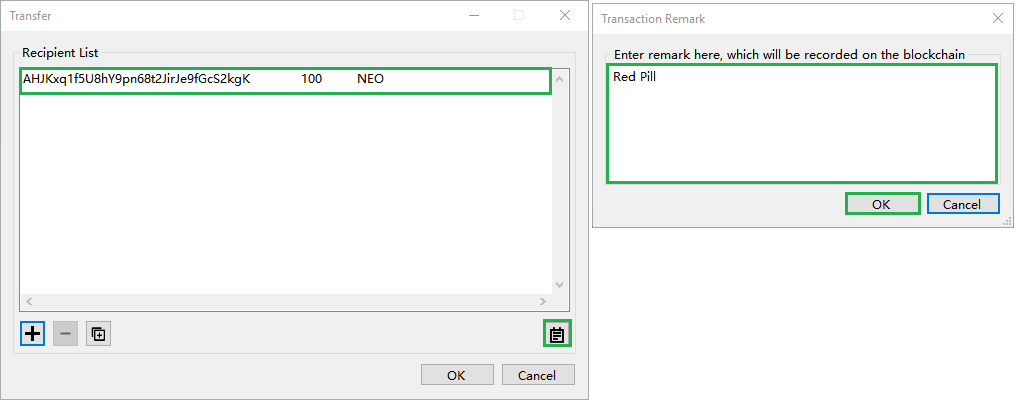 Transfer
Recipient List
AHJKxq1f5U8hY9pn68t2JirJe9fGcS2kgK 100 NEO
OK Cancel
Transaction Remark
Enter remark here, which will be recorded on the blockchain
Red Pill
OK Cancel